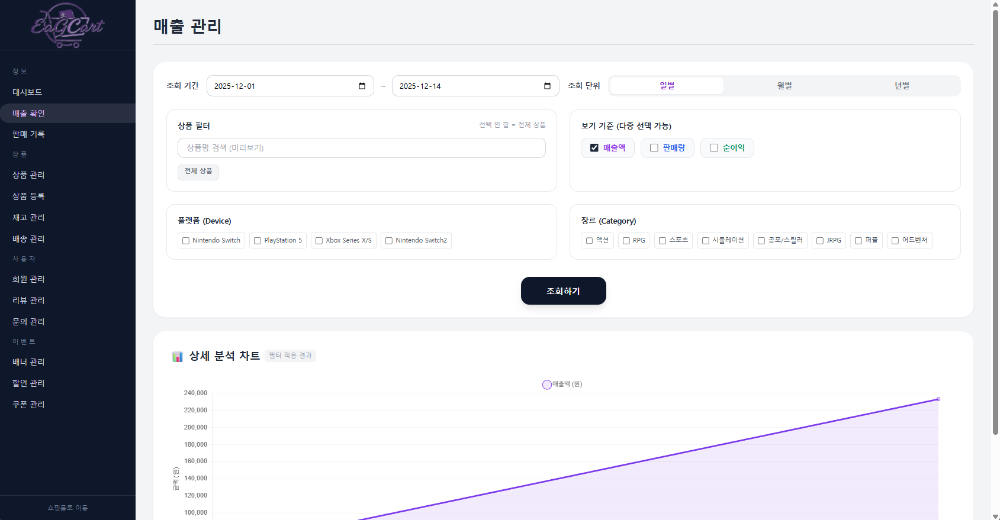 EaGCart
정보
대시보드
매출 확인
판매 기록
상품
상품 관리
상품 등록
재고 관리
배송 관리
사용자
회원 관리
리뷰 관리
문의 관리
이벤트
배너 관리
할인 관리
쿠폰 관리
쇼핑몰로 이동
매출 관리
조회 기간 2025-12-01 ~ 2025-12-14 조회 단위 일별 월별 년별
상품 필터 선택 안 함 = 전체 상품
상품명 검색 (미리보기)
전체 상품
보기 기준 (다중 선택 가능)
매출액 판매량 순이익
플랫폼 (Device)
Nintendo Switch PlayStation 5 Xbox Series X/S Nintendo Switch2
장르 (Category)
액션 RPG 스포츠 시뮬레이션 공포/스릴러 JRPG 퍼플 어드벤처
조회하기
상세 분석 차트 필터 적용 결과
매출액 (원)
240,000
220,000
200,000
180,000
160,000
140,000
120,000
100,000
금액 (원)